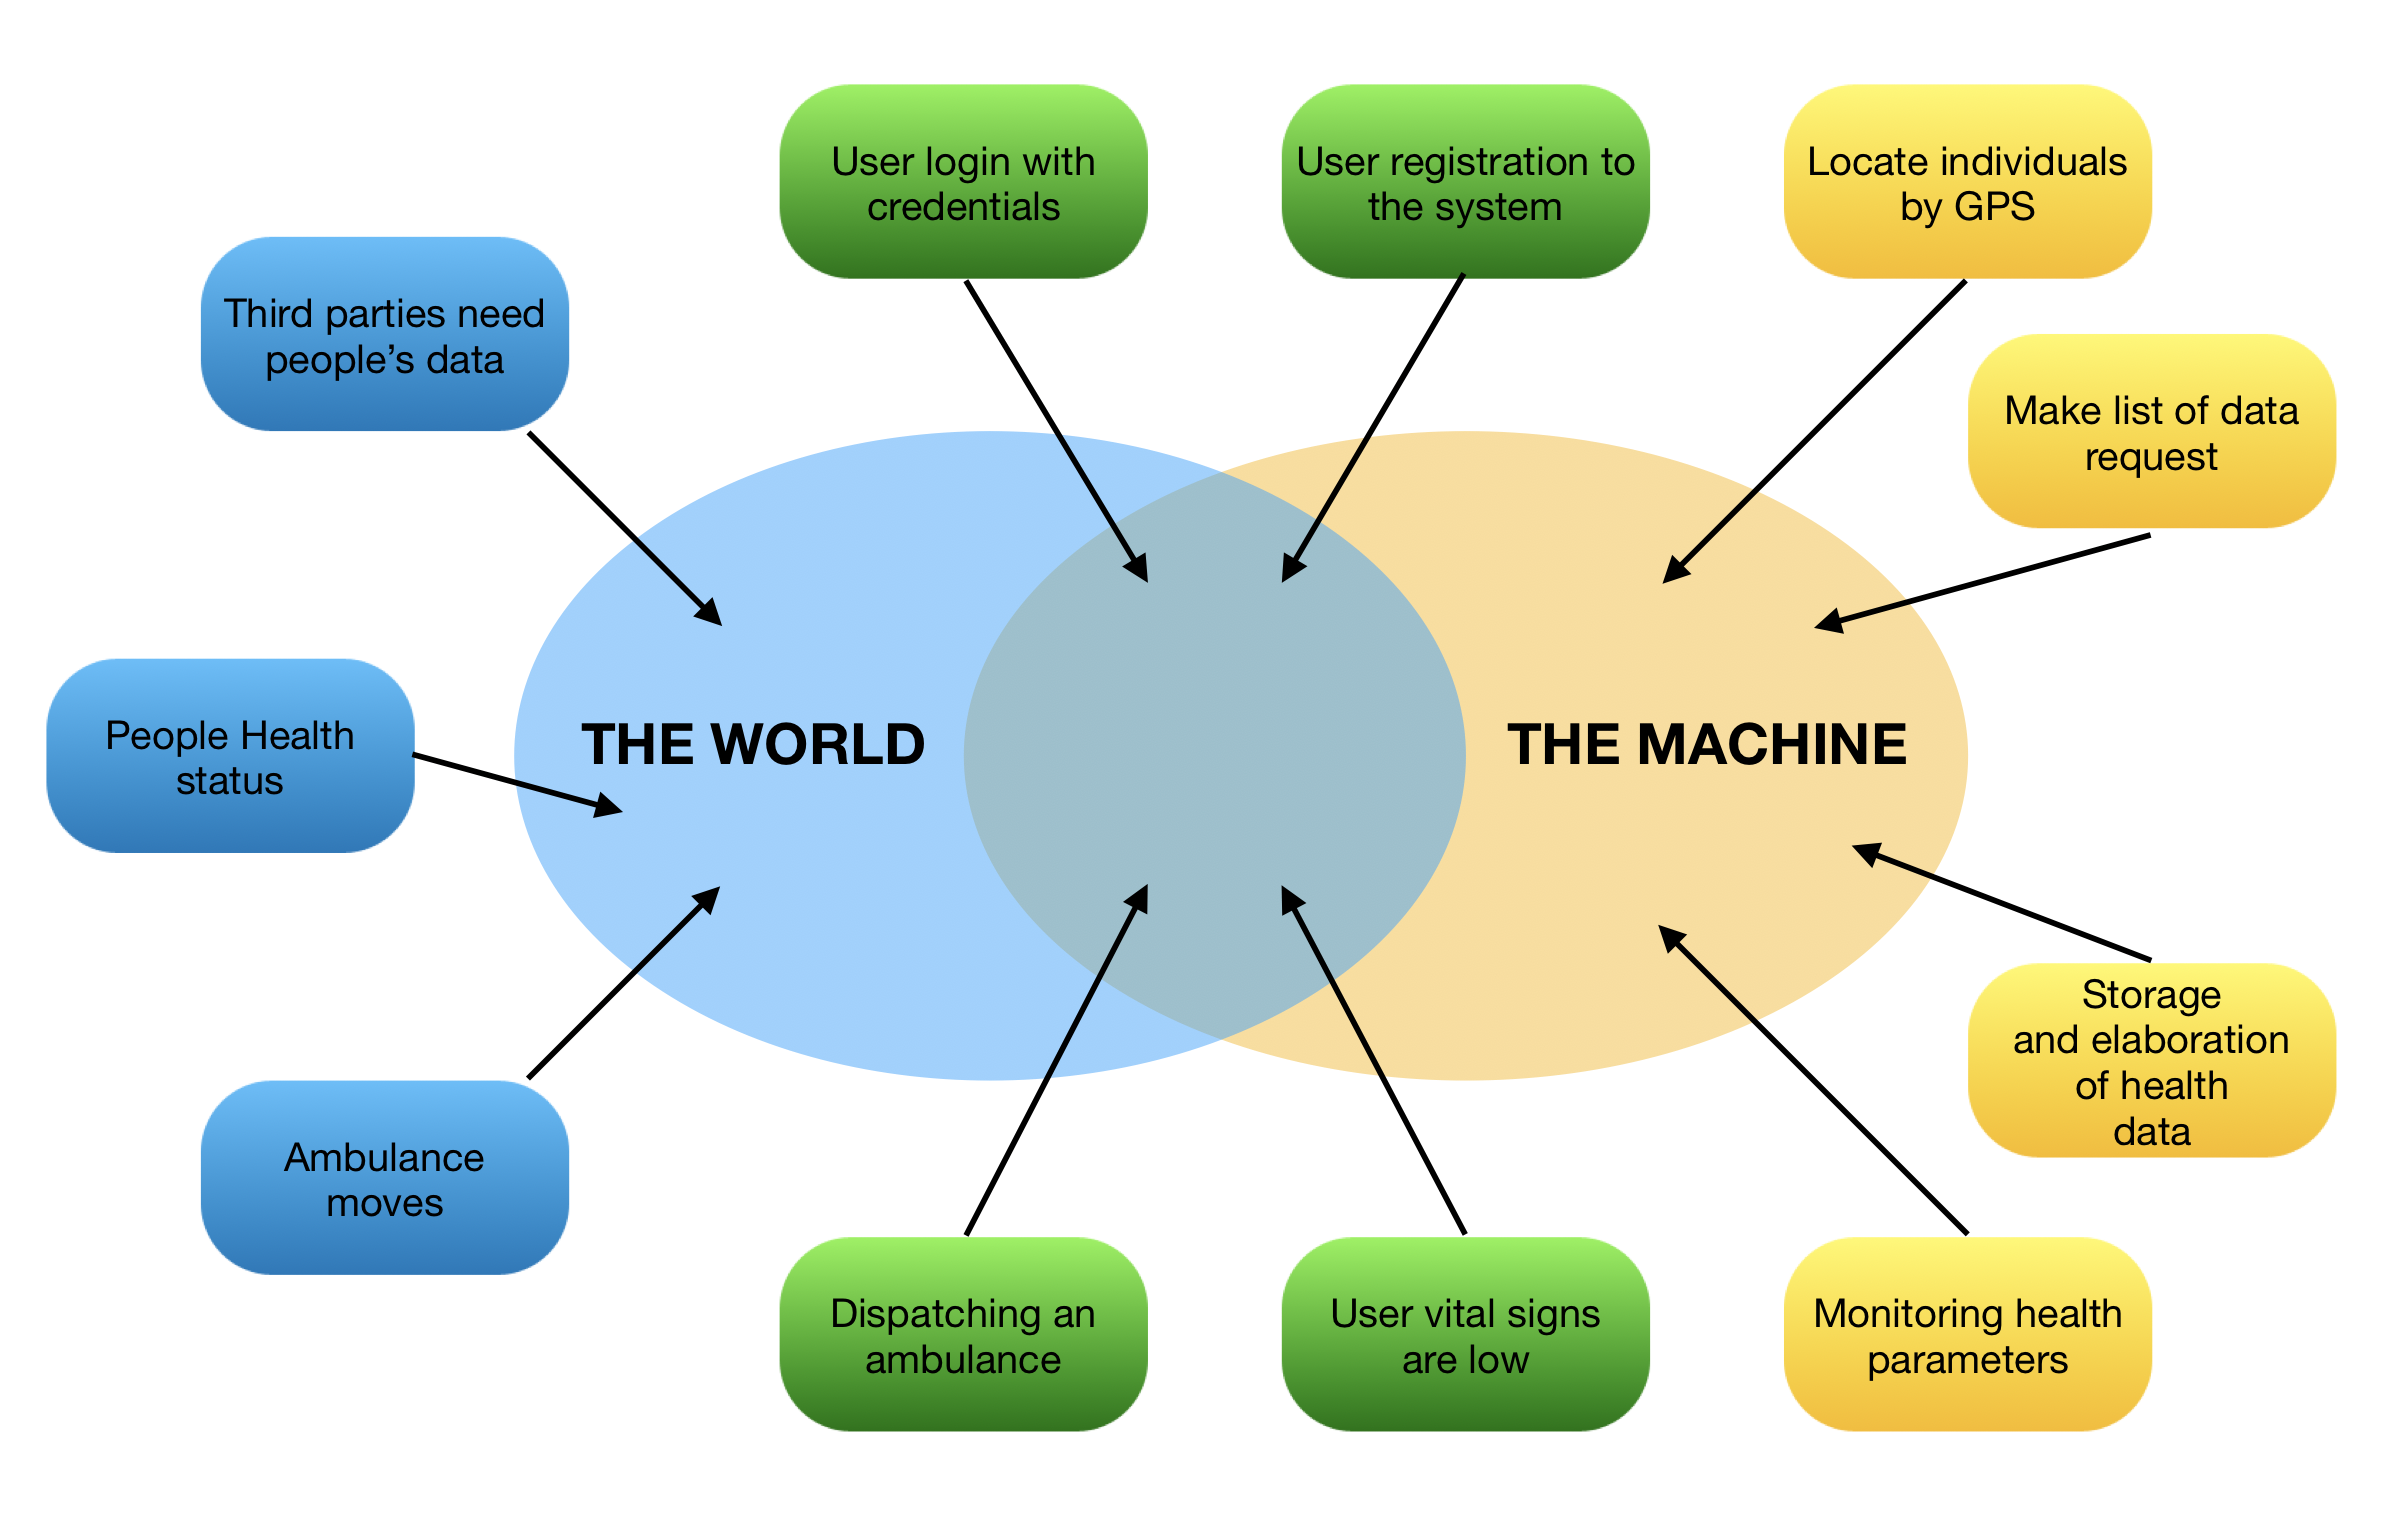 User login with
credentials
User registration to
the system
Locate individuals
by GPS
Third parties need
people’s data
Make list of data
request
People Health
status
THE WORLD
THE MACHINE
Storage
and elaboration
of health
data
Ambulance
moves
Dispatching an
ambulance
User vital signs
are low
Monitoring health
parameters